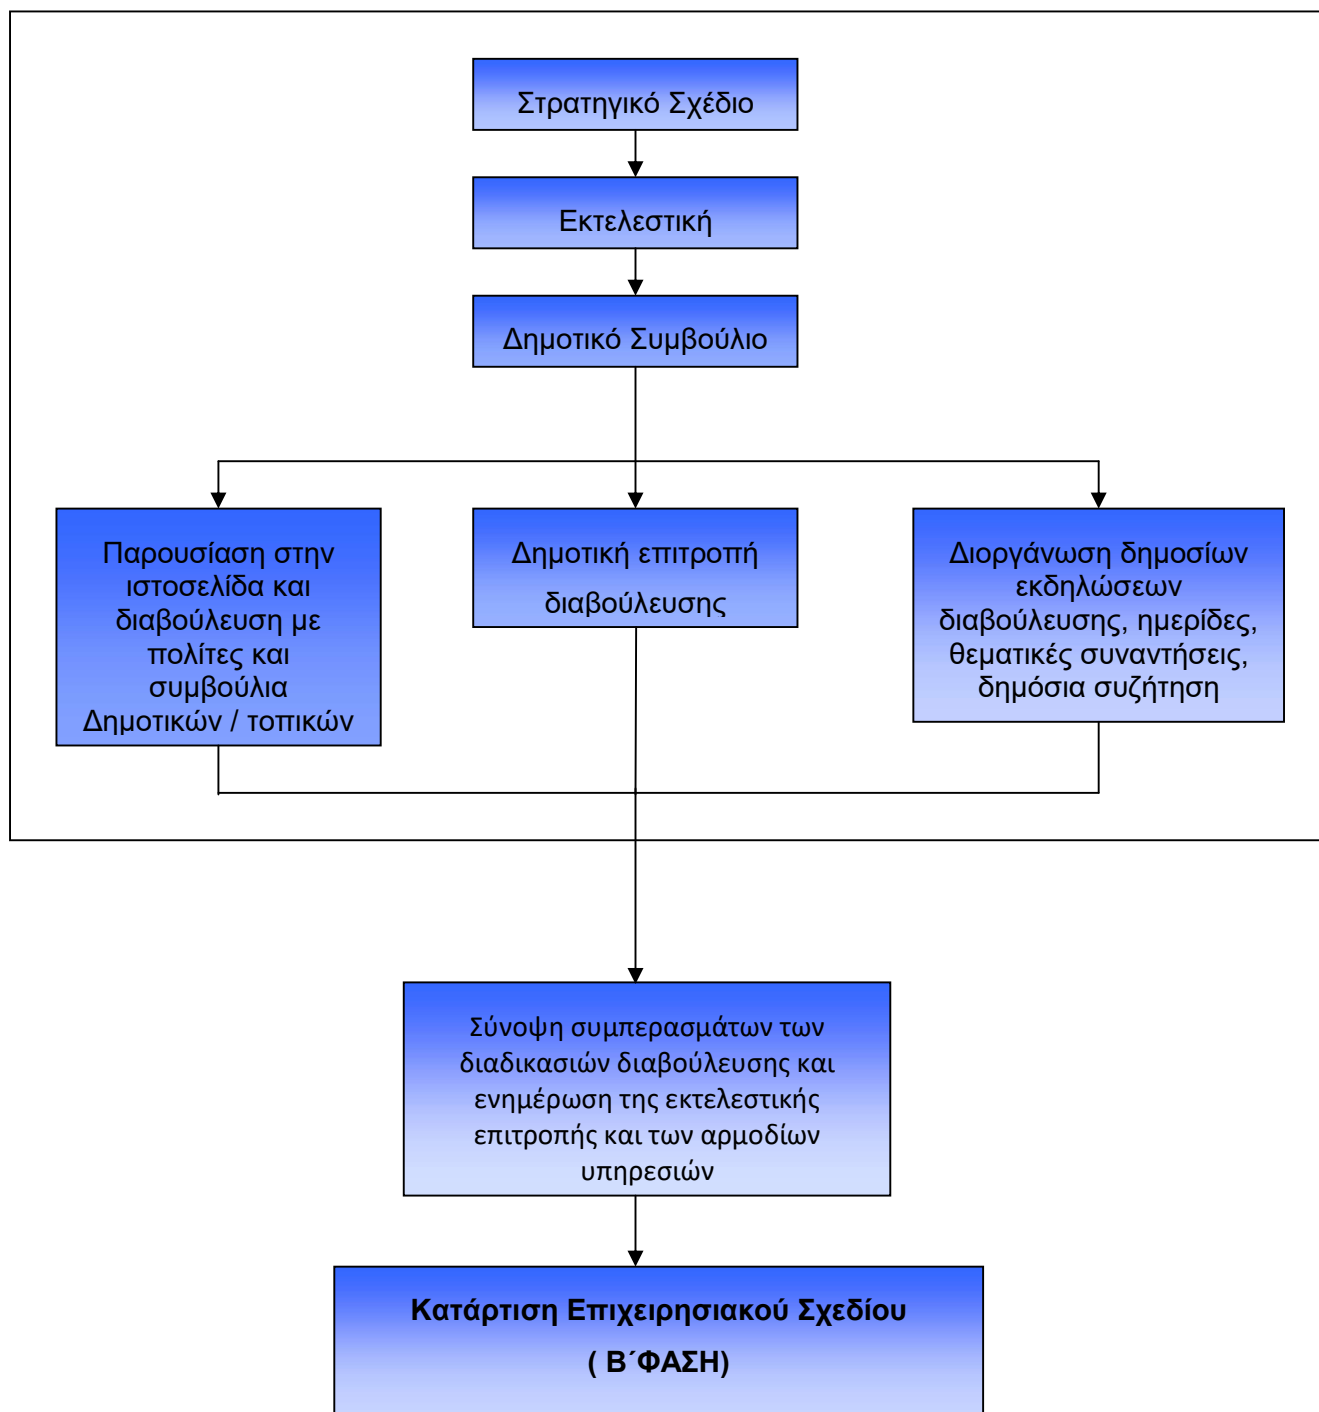 Στρατηγικό Σχέδιο
Εκτελεστική
Δημοτικό Συμβούλιο
Παρουσίαση στην
ιστοσελίδα και
διαβούλευση με
πολίτες και
συμβούλια
Δημοτικών / τοπικών
Δημοτική επιτροπή
διαβούλευσης
Διοργάνωση δημοσίων
εκδηλώσεων
διαβούλευσης, ημερίδες,
θεματικές συναντήσεις,
δημόσια συζήτηση
Σύνοψη συμπερασμάτων των
διαδικασιών διαβούλευσης και
ενημέρωση της εκτελεστικής
επιτροπής και των αρμοδίων
υπηρεσιών
Κατάρτιση Επιχειρησιακού Σχεδίου
( Β΄ΦΑΣΗ)